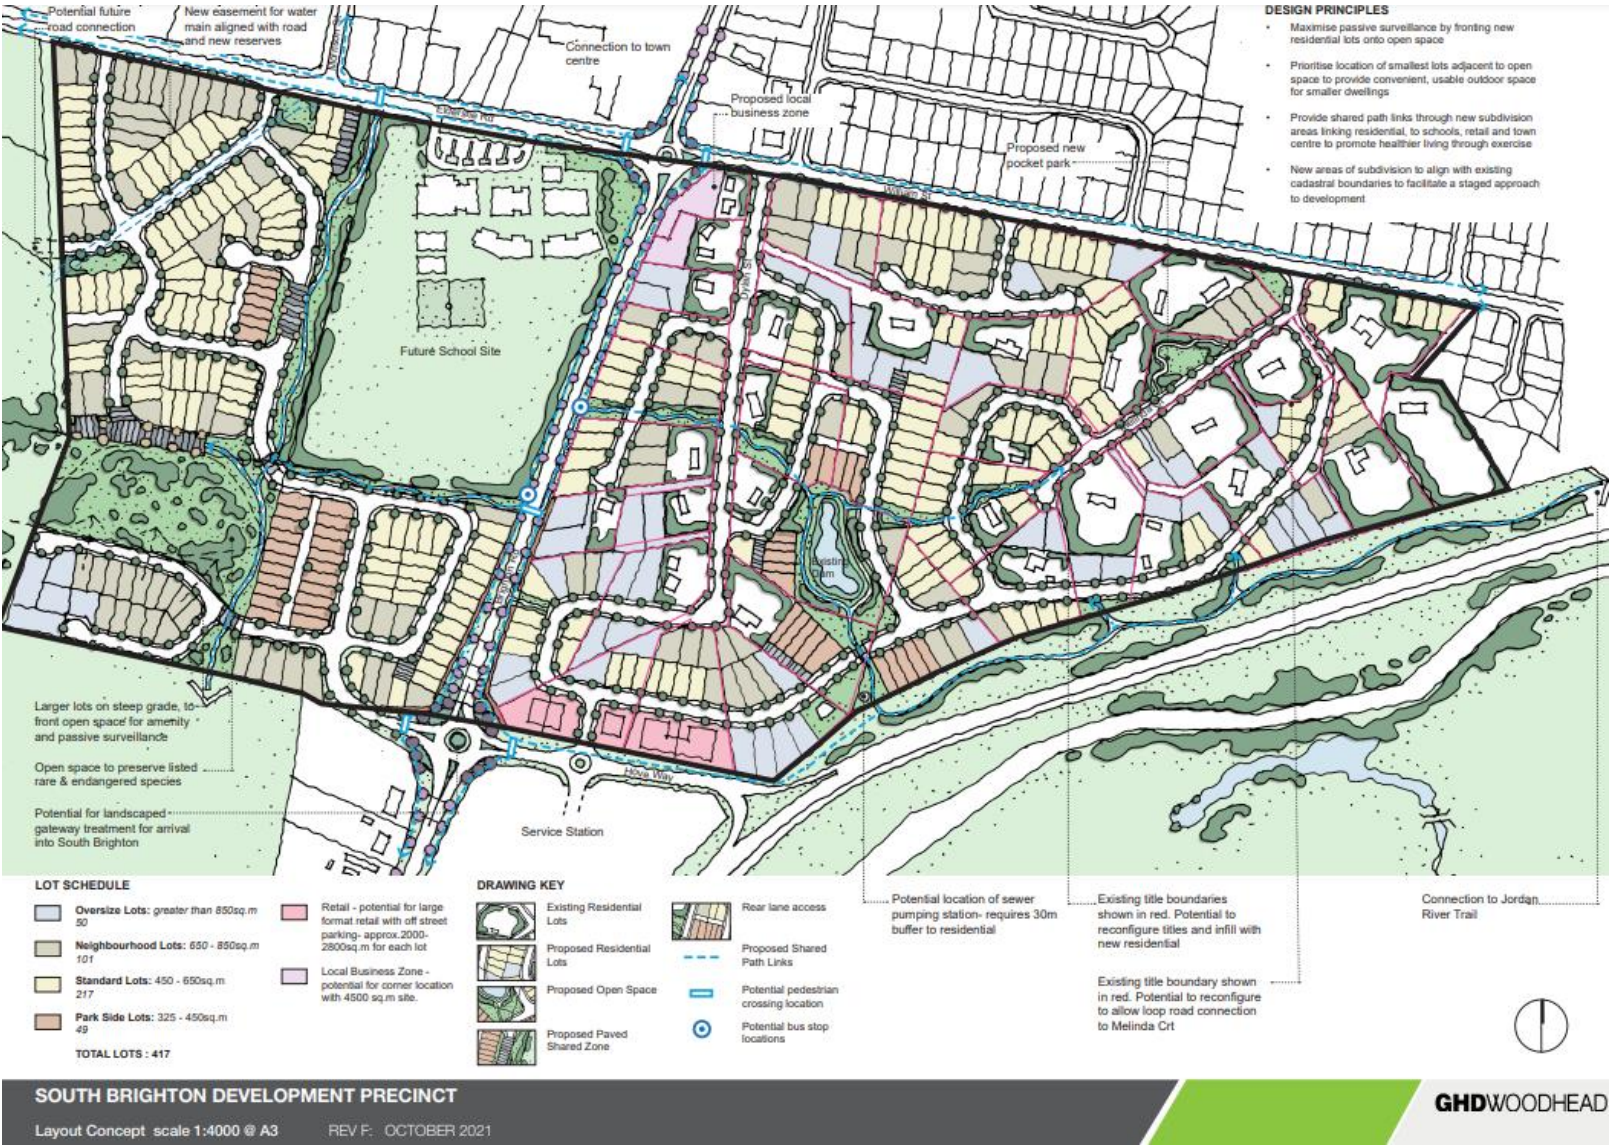 Potential future
road connection
New easement for water
main aligned with road
and new reserves
Connection to town
centre
Proposed local
business zone
Proposed new
pocket park
DESIGN PRINCIPLES
• Maximise passive surveillance by fronting new
residential lots onto open space
• Prioritise location of smallest lots adjacent to open
space to provide convenient, usable outdoor space
for smaller dwellings
• Provide shared path links through new subdivision
areas linking residential, to schools, retail and town
centre to promote healthier living through exercise
• New areas of subdivision to align with existing
cadastral boundaries to facilitate a staged approach
to development
Elderslie Rd
William St
Dylan St
Future School Site
Existing
Dam
Hove Way
Service Station
Larger lots on steep grade, to
front open space for amenity
and passive surveillance
Open space to preserve listed
rare & endangered species
Potential for landscaped
gateway treatment for arrival
into South Brighton
LOT SCHEDULE
Oversize Lots: greater than 850sq.m
50
Neighbourhood Lots: 650 - 850sq.m
101
Standard Lots: 450 - 650sq.m
217
Park Side Lots: 325 - 450sq.m
49
TOTAL LOTS : 417
Retail - potential for large
format retail with off street
parking- approx.2000-
2800sq.m for each lot
Local Business Zone -
potential for corner location
with 4500 sq.m site.
DRAWING KEY
Existing Residential
Lots
Proposed Residential
Lots
Proposed Open Space
Proposed Paved
Shared Zone
Rear lane access
Proposed Shared
Path Links
Potential pedestrian
crossing location
Potential bus stop
locations
Potential location of sewer
pumping station- requires 30m
buffer to residential
Existing title boundaries
shown in red. Potential to
reconfigure titles and infill with
new residential
Existing title boundary shown
in red. Potential to reconfigure
to allow loop road connection
to Melinda Crt
Connection to Jordan
River Trail
SOUTH BRIGHTON DEVELOPMENT PRECINCT
Layout Concept scale 1:4000 @ A3 REV F: OCTOBER 2021
GHDWOODHEAD